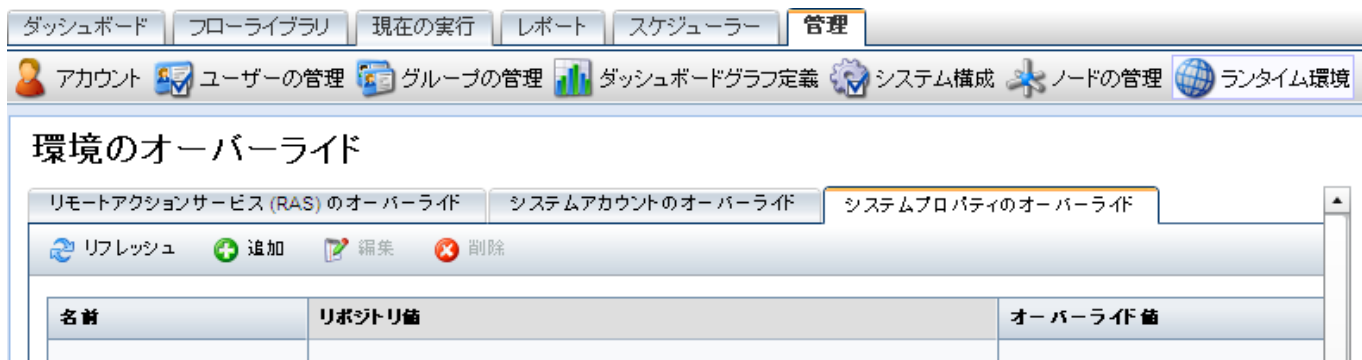 ダッシュボード フローライブラリ 現在の実行 レポート スケジューラー 管理
アカウント ユーザーの管理 グループの管理 ダッシュボードグラフ定義 システム構成 ノードの管理 ランタイム環境
環境のオーバーライド
リモートアクションサービス (RAS) のオーバーライド システムアカウントのオーバーライド システムプロパティのオーバーライド
リフレッシュ 追加 編集 削除
名前 リポジトリ値 オーバーライド値